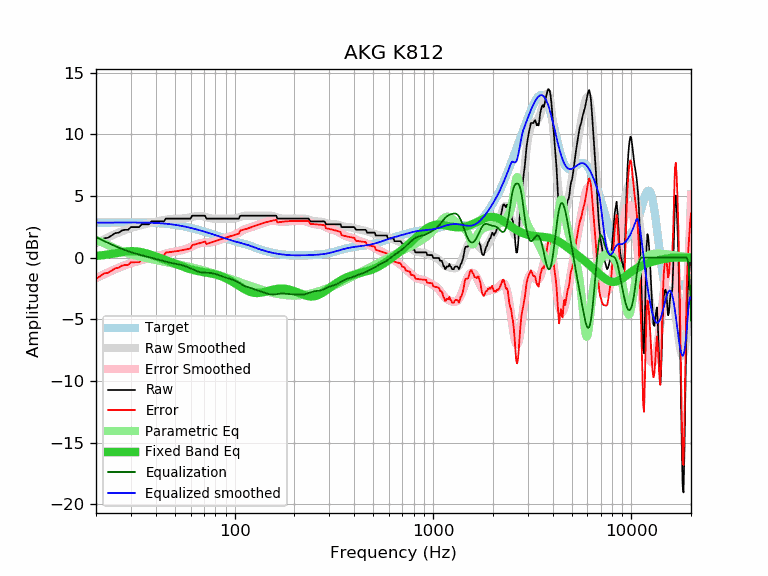 AKG K812
15
10
5
0
−5
−10
−15
−20
Amplitude (dBr)
Target
Raw Smoothed
Error Smoothed
Raw
Error
Parametric Eq
Fixed Band Eq
Equalization
Equalized smoothed
100
1000
10000
Frequency (Hz)